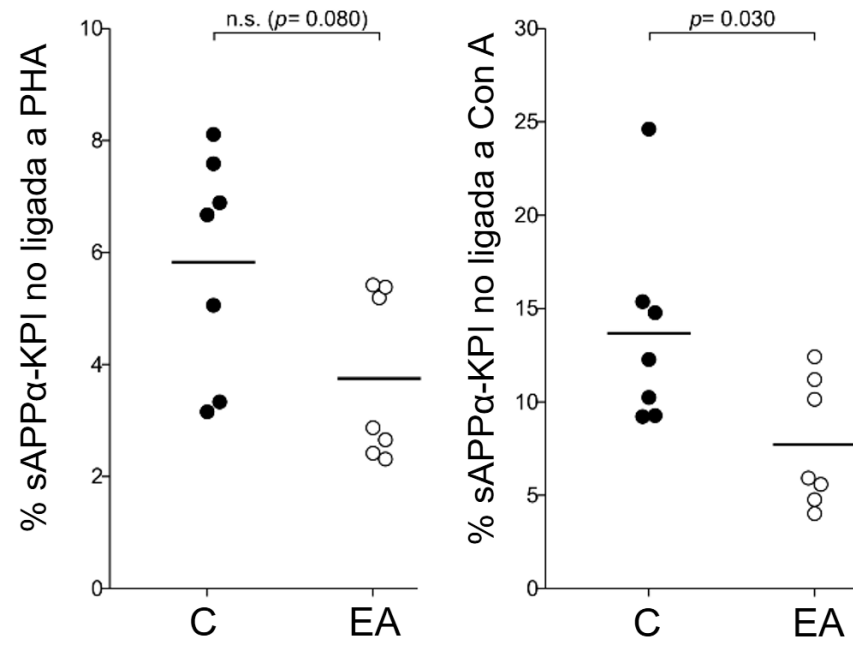 n.s. (p= 0.080)
% sAPPα-KPI no ligada a PHA
10
8
6
4
2
0
C
EA
p= 0.030
% sAPPα-KPI no ligada a Con A
30
25
20
15
10
5
0
C
EA